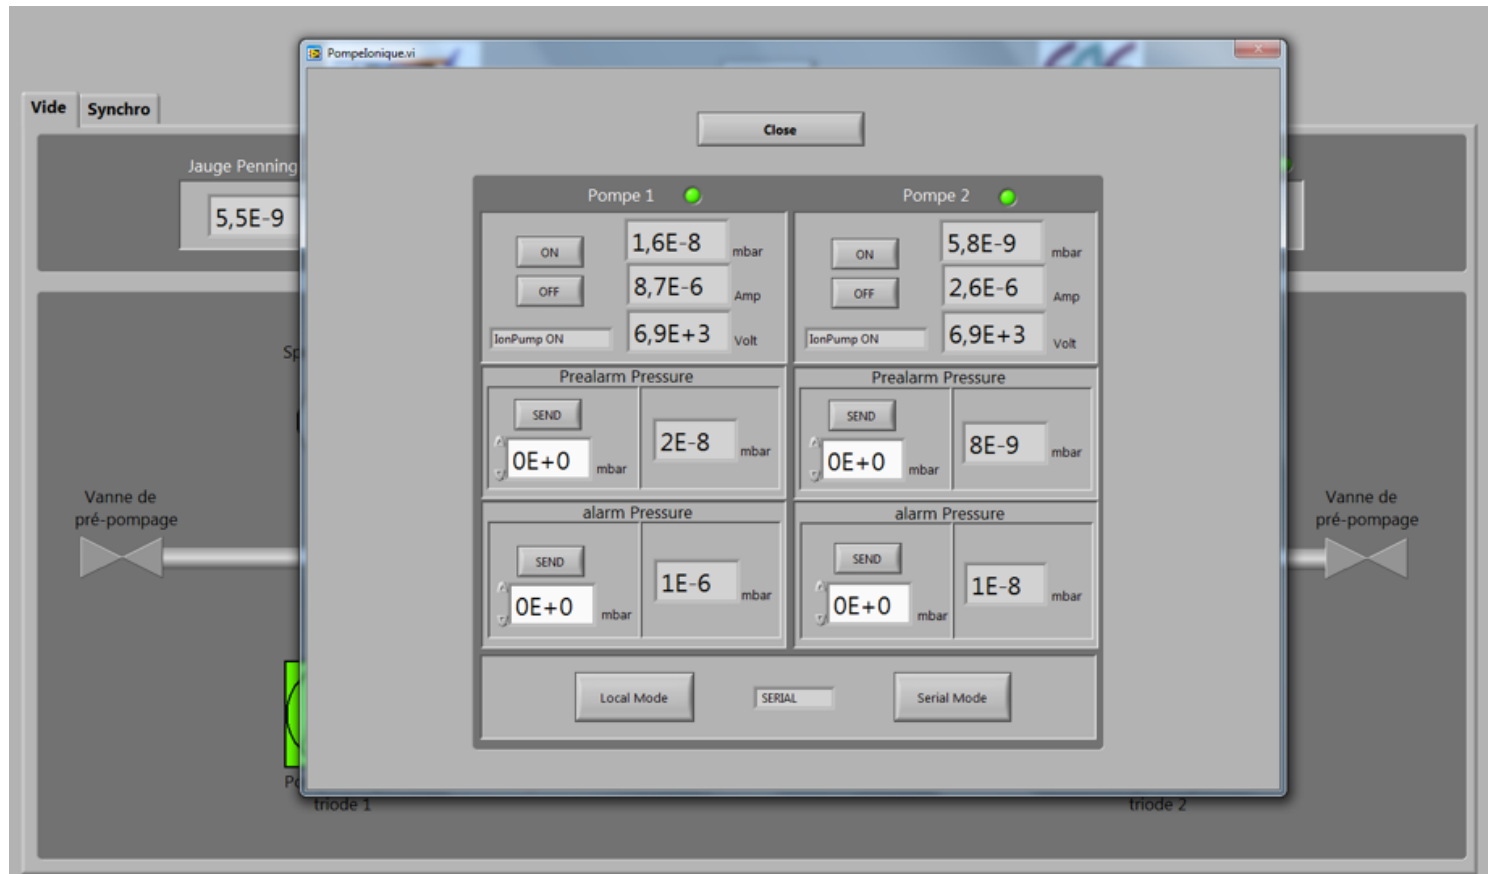 PompeIonique.vi
Vide
Synchro
Close
Jauge Penning
5,5E-9
Pompe 1
Pompe 2
ON
1,6E-8
mbar
OFF
8,7E-6
Amp
IonPump ON
6,9E+3
Volt
ON
5,8E-9
mbar
OFF
2,6E-6
Amp
IonPump ON
6,9E+3
Volt
Prealarm Pressure
SEND
0E+0
mbar
2E-8
mbar
Prealarm Pressure
SEND
0E+0
mbar
8E-9
mbar
alarm Pressure
SEND
0E+0
mbar
1E-6
mbar
alarm Pressure
SEND
0E+0
mbar
1E-8
mbar
Local Mode
SERIAL
Serial Mode
Vanne de
pré-pompage
Vanne de
pré-pompage
triode 1
triode 2